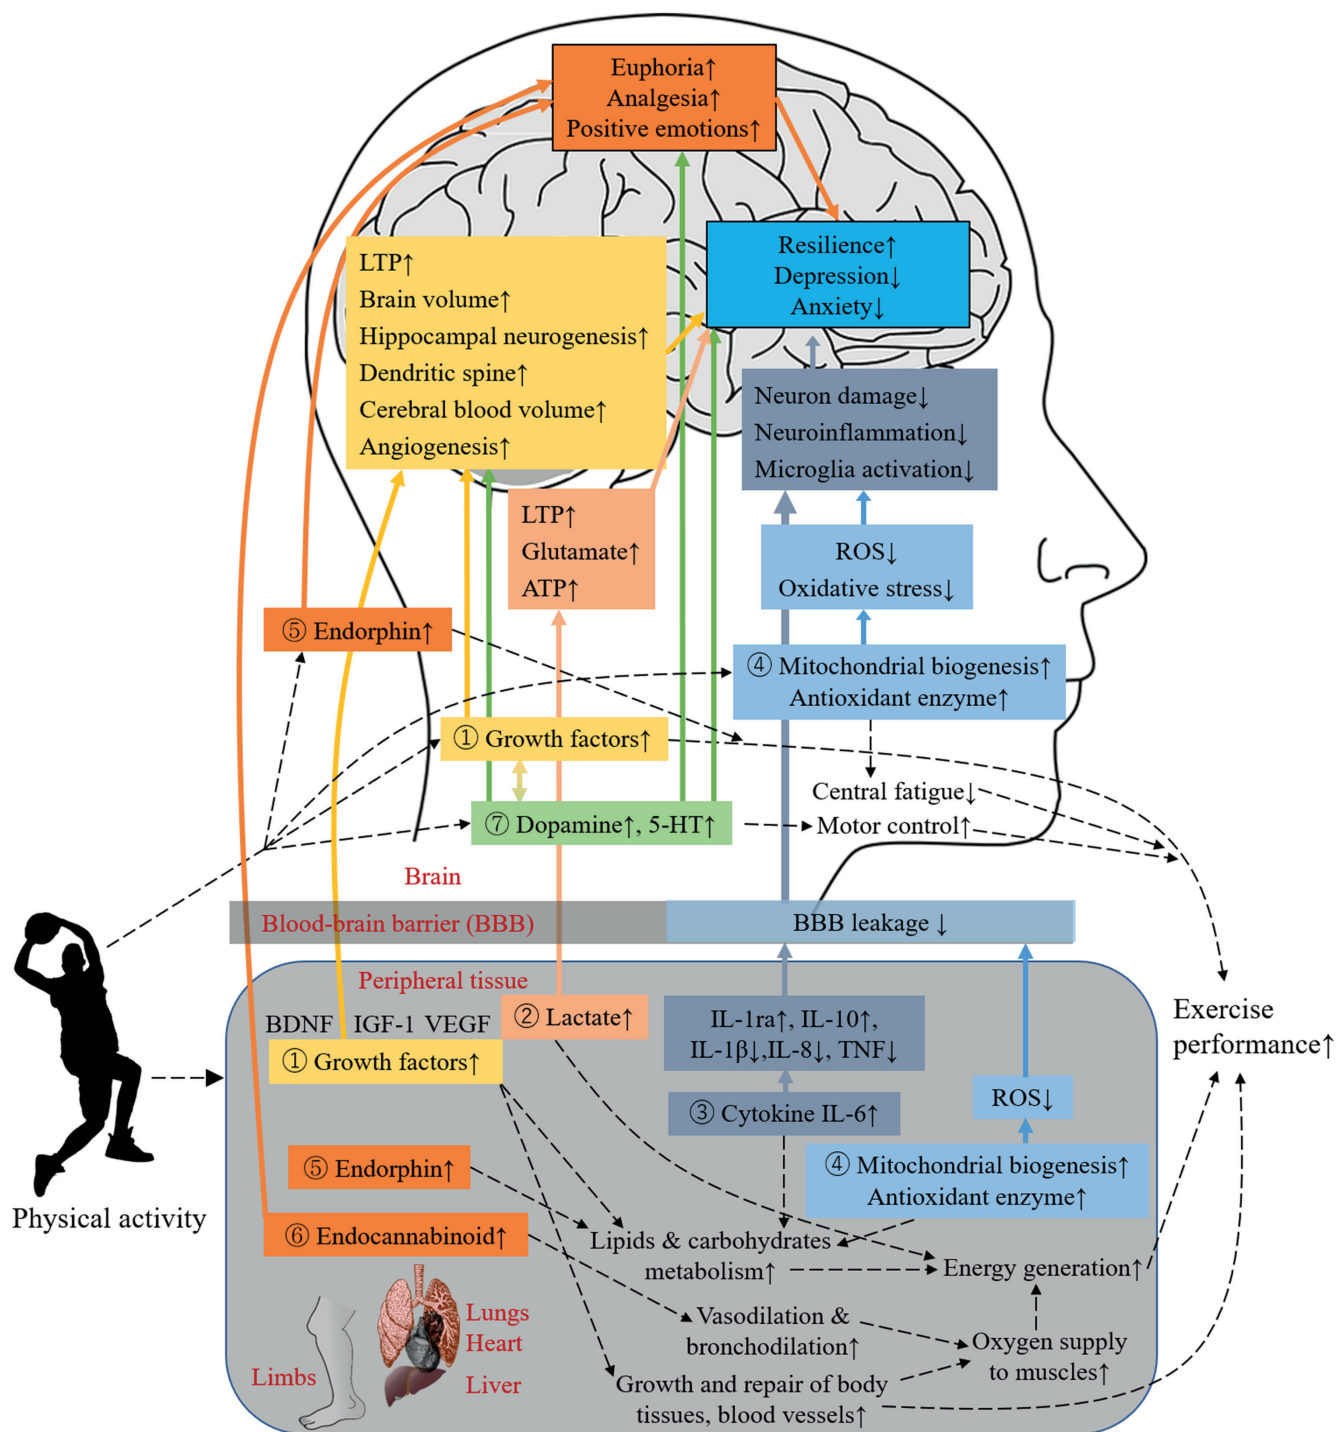 Euphoria↑
Analgesia↑
Positive emotions↑
Resilience↑
Depression↓
Anxiety↓
LTP↑
Brain volume↑
Hippocampal neurogenesis↑
Dendritic spine↑
Cerebral blood volume↑
Angiogenesis↑
Neuron damage↓
Neuroinflammation↓
Microglia activation↓
LTP↑
Glutamate↑
ATP↑
ROS↓
Oxidative stress↓
⑤ Endorphin↑
④ Mitochondrial biogenesis↑
Antioxidant enzyme↑
① Growth factors↑
Central fatigue↓
⑦ Dopamine↑, 5-HT↑
Motor control↑
Brain
Blood-brain barrier (BBB)
BBB leakage ↓
Peripheral tissue
BDNF IGF-1 VEGF
② Lactate↑
① Growth factors↑
IL-1ra↑, IL-10↑,
IL-1β↓,IL-8↓, TNF↓
Exercise
performance↑
ROS↓
③ Cytokine IL-6↑
⑤ Endorphin↑
④ Mitochondrial biogenesis↑
Antioxidant enzyme↑
Physical activity
⑥ Endocannabinoid↑
Lipids & carbohydrates
metabolism↑
Energy generation↑
Lungs
Heart
Liver
Limbs
Vasodilation &
bronchodilation↑
Oxygen supply
to muscles↑
Growth and repair of body
tissues, blood vessels↑